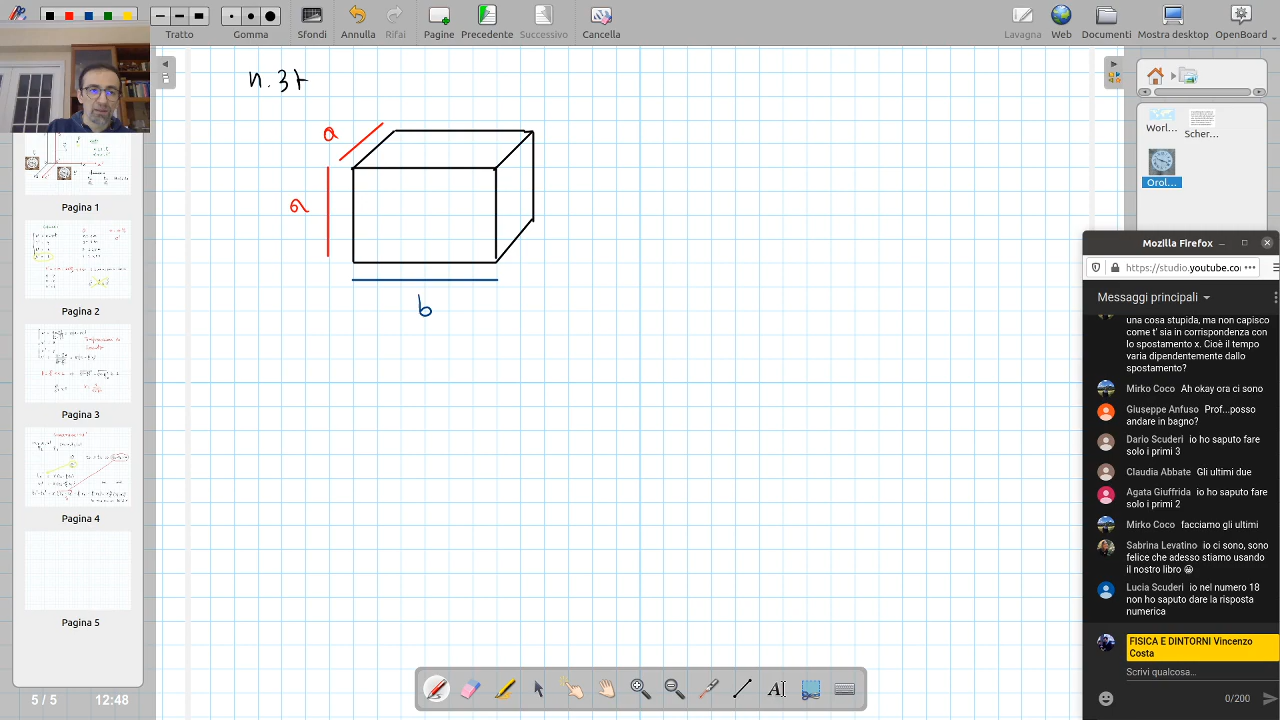 Tratto
Gomma
Sfondi
Annulla
Rifai
Pagine
Precedente
Successivo
Cancella
Lavagna
Web
Documenti
Mostra desktop
OpenBoard
n. 37
a
a
b
Pagina 1
Pagina 2
Pagina 3
Pagina 4
Pagina 5
5 / 5
12:48
Worl...
Scher...
Orol...
Mozilla Firefox
https://studio.youtube.co
Messaggi principali
una cosa stupida, ma non capisco
come t' sia in corrispondenza con
lo spostamento x. Cioè il tempo
varia dipendentemente dallo
spostamento?
Mirko Coco Ah okay ora ci sono
Giuseppe Anfuso Prof...posso
andare in bagno?
Dario Scuderi io ho saputo fare
solo i primi 3
Claudia Abbate Gli ultimi due
Agata Giuffrida io ho saputo fare
solo i primi 2
Mirko Coco facciamo gli ultimi
Sabrina Levatino io ci sono, sono
felice che adesso stiamo usando
il nostro libro 😀
Lucia Scuderi io nel numero 18
non ho saputo dare la risposta
numerica
FISICA E DINTORNI Vincenzo
Costa
Scrivi qualcosa...
0/200